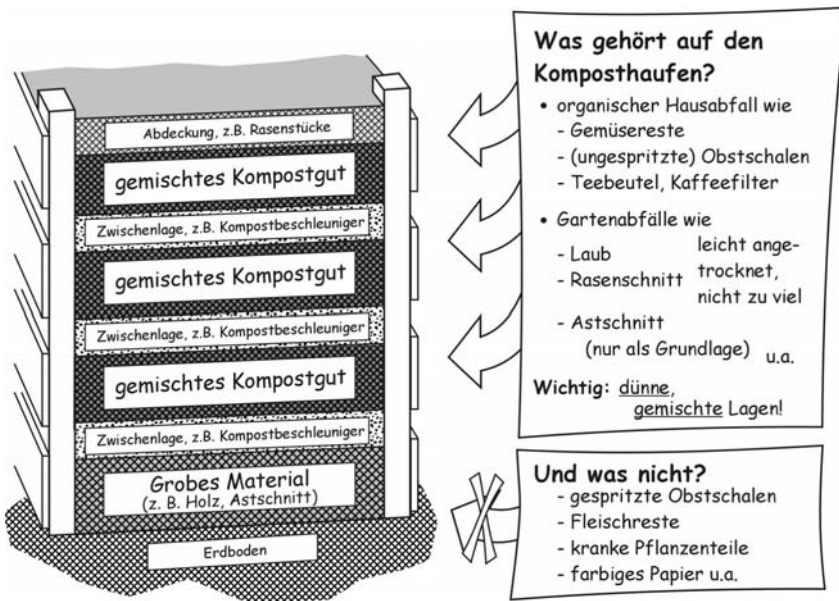 Abdeckung, z.B. Rasenstücke
gemischtes Kompostgut
Zwischenlage, z.B. Kompostbeschleuniger
gemischtes Kompostgut
Zwischenlage, z.B. Kompostbeschleuniger
gemischtes Kompostgut
Zwischenlage, z.B. Kompostbeschleuniger
Grobes Material
(z. B. Holz, Astschnitt)
Erdboden
Was gehört auf den
Komposthaufen?
• organischer Hausabfall wie
- Gemüsereste
- (ungespritzte) Obstschalen
- Teebeutel, Kaffeefilter
• Gartenabfälle wie
- Laub
- Rasenschnitt
leicht ange-
trocknet,
nicht zu viel
- Astschnitt
(nur als Grundlage) u.a.
Wichtig: dünne,
gemischte Lagen!
Und was nicht?
- gespritzte Obstschalen
- Fleischreste
- kranke Pflanzenteile
- farbiges Papier u.a.